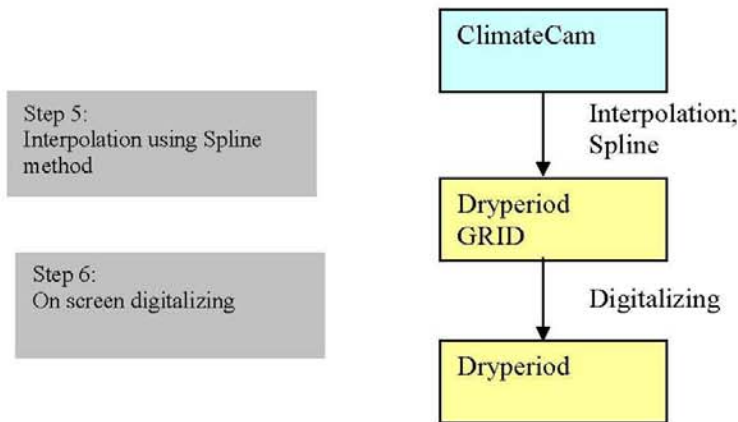 ClimateCam
Step 5:
Interpolation using Spline
method
Interpolation;
Spline
Dryperiod
GRID
Step 6:
On screen digitalizing
Digitalizing
Dryperiod